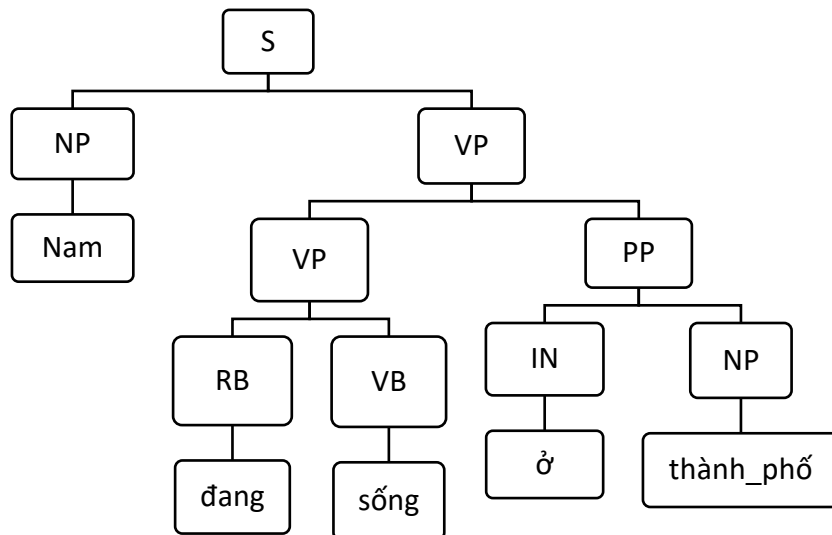 S
NP
VP
Nam
VP
PP
RB
VB
IN
NP
đang
sống
ở
thành_phố